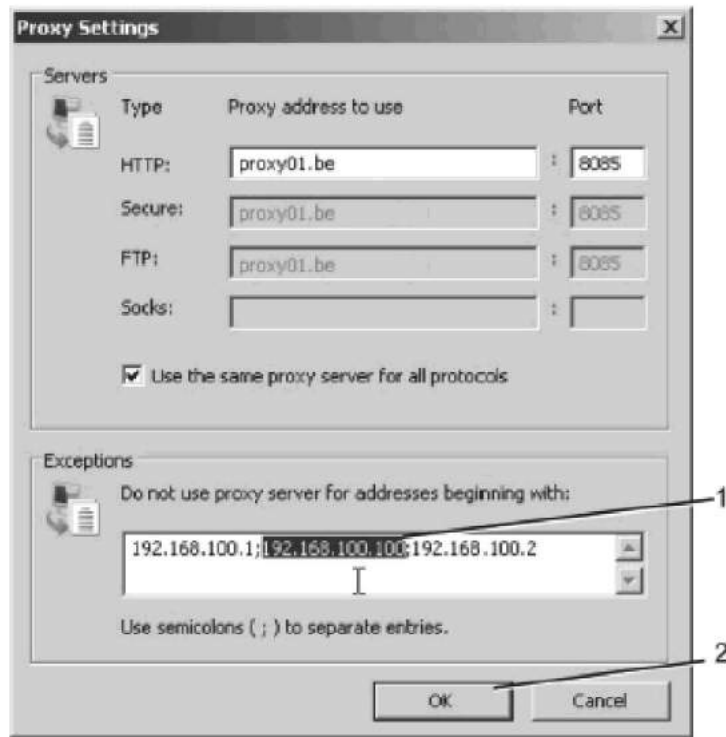 Proxy Settings
Servers
Type Proxy address to use Port
HTTP: proxy01.be : 8085
Secure: proxy01.be : 8085
FTP: proxy01.be : 8085
Socks: :
Use the same proxy server for all protocols
Exceptions
Do not use proxy server for addresses beginning with:
1
192.168.100.1;192.168.100.100;192.168.100.2
Use semicolons ( ; ) to separate entries.
2
OK Cancel